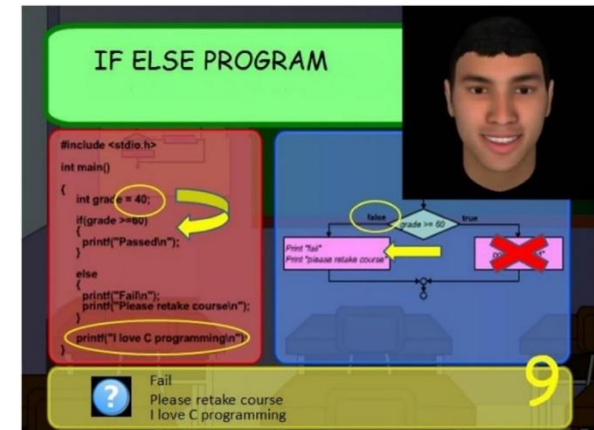 IF ELSE PROGRAM
#include <stdio.h>
int main()
{
int grade = 40;
if(grade >=60)
{
printf("Passed\n");
}
else
{
printf("Fail\n");
printf("Please retake course\n");
}
printf("I love C programming\n")
}
false
grade >= 60
true
Print "fail"
Print "please retake course"
Fail
Please retake course
I love C programming
9